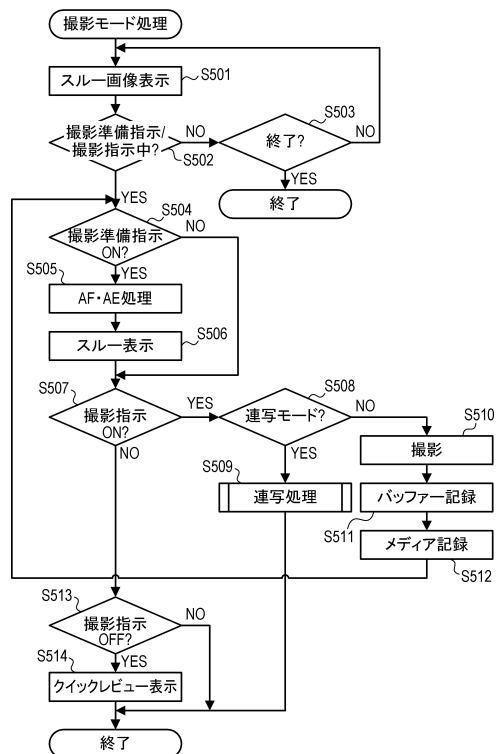 撮影モード処理
スルー画像表示
S501
撮影準備指示/
撮影指示中?
S502
NO
終了?
S503
NO
YES
終了
YES
撮影準備指示
ON?
S504
NO
YES
S505
AF・AE処理
スルー表示
S506
S507
撮影指示
ON?
YES
NO
連写モード?
S508
NO
YES
S509
連写処理
S510
撮影
バッファー記録
S511
メディア記録
S512
S513
撮影指示
OFF?
NO
YES
S514
クイックレビュー表示
終了